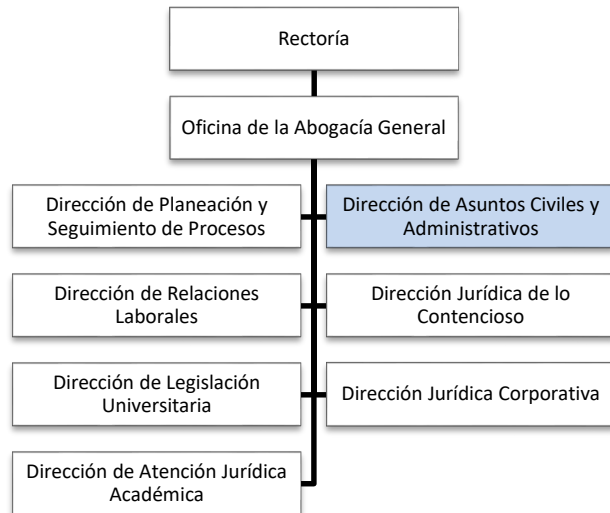 Rectoría
Oficina de la Abogacía General
Dirección de Planeación y
Seguimiento de Procesos
Dirección de Asuntos Civiles y
Administrativos
Dirección de Relaciones
Laborales
Dirección Jurídica de lo
Contencioso
Dirección de Legislación
Universitaria
Dirección Jurídica Corporativa
Dirección de Atención Jurídica
Académica